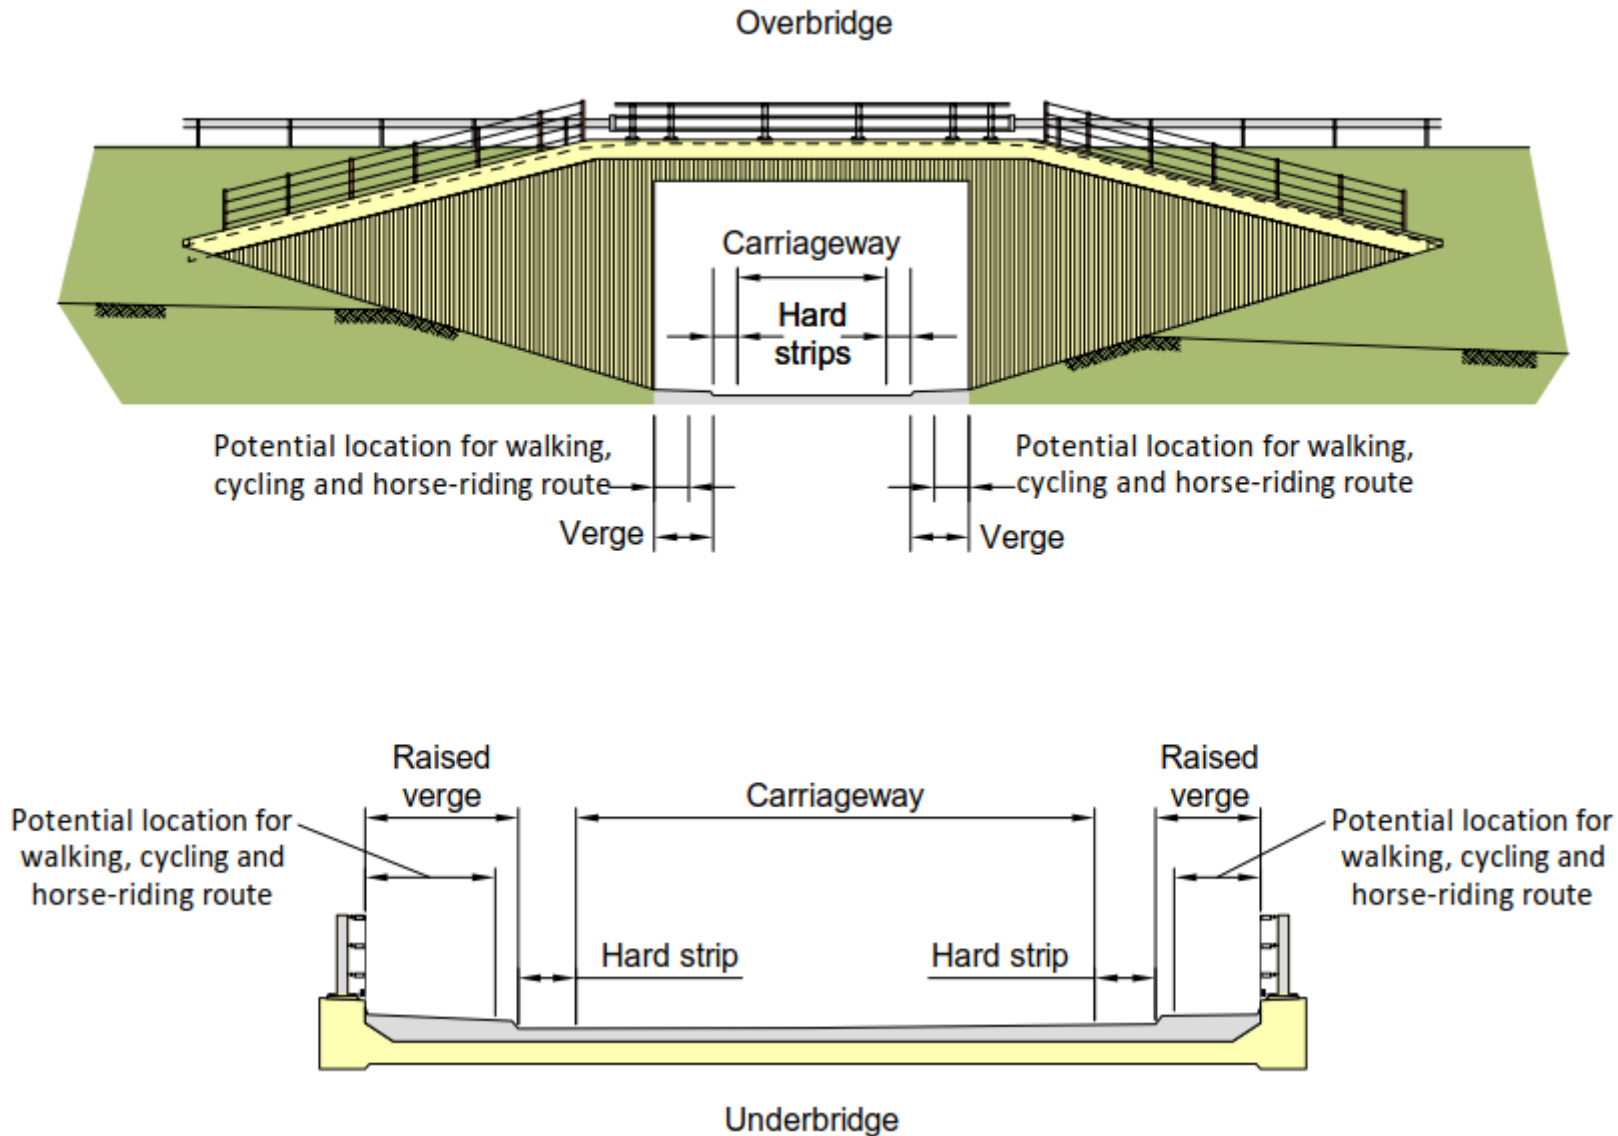 Overbridge
Carriageway
Hard
strips
Potential location for walking,
cycling and horse-riding route
Potential location for walking,
cycling and horse-riding route
Verge
Verge
Raised
verge
Carriageway
Raised
verge
Potential location for
walking, cycling and
horse-riding route
Potential location for
walking, cycling and
horse-riding route
Hard strip
Hard strip
Underbridge